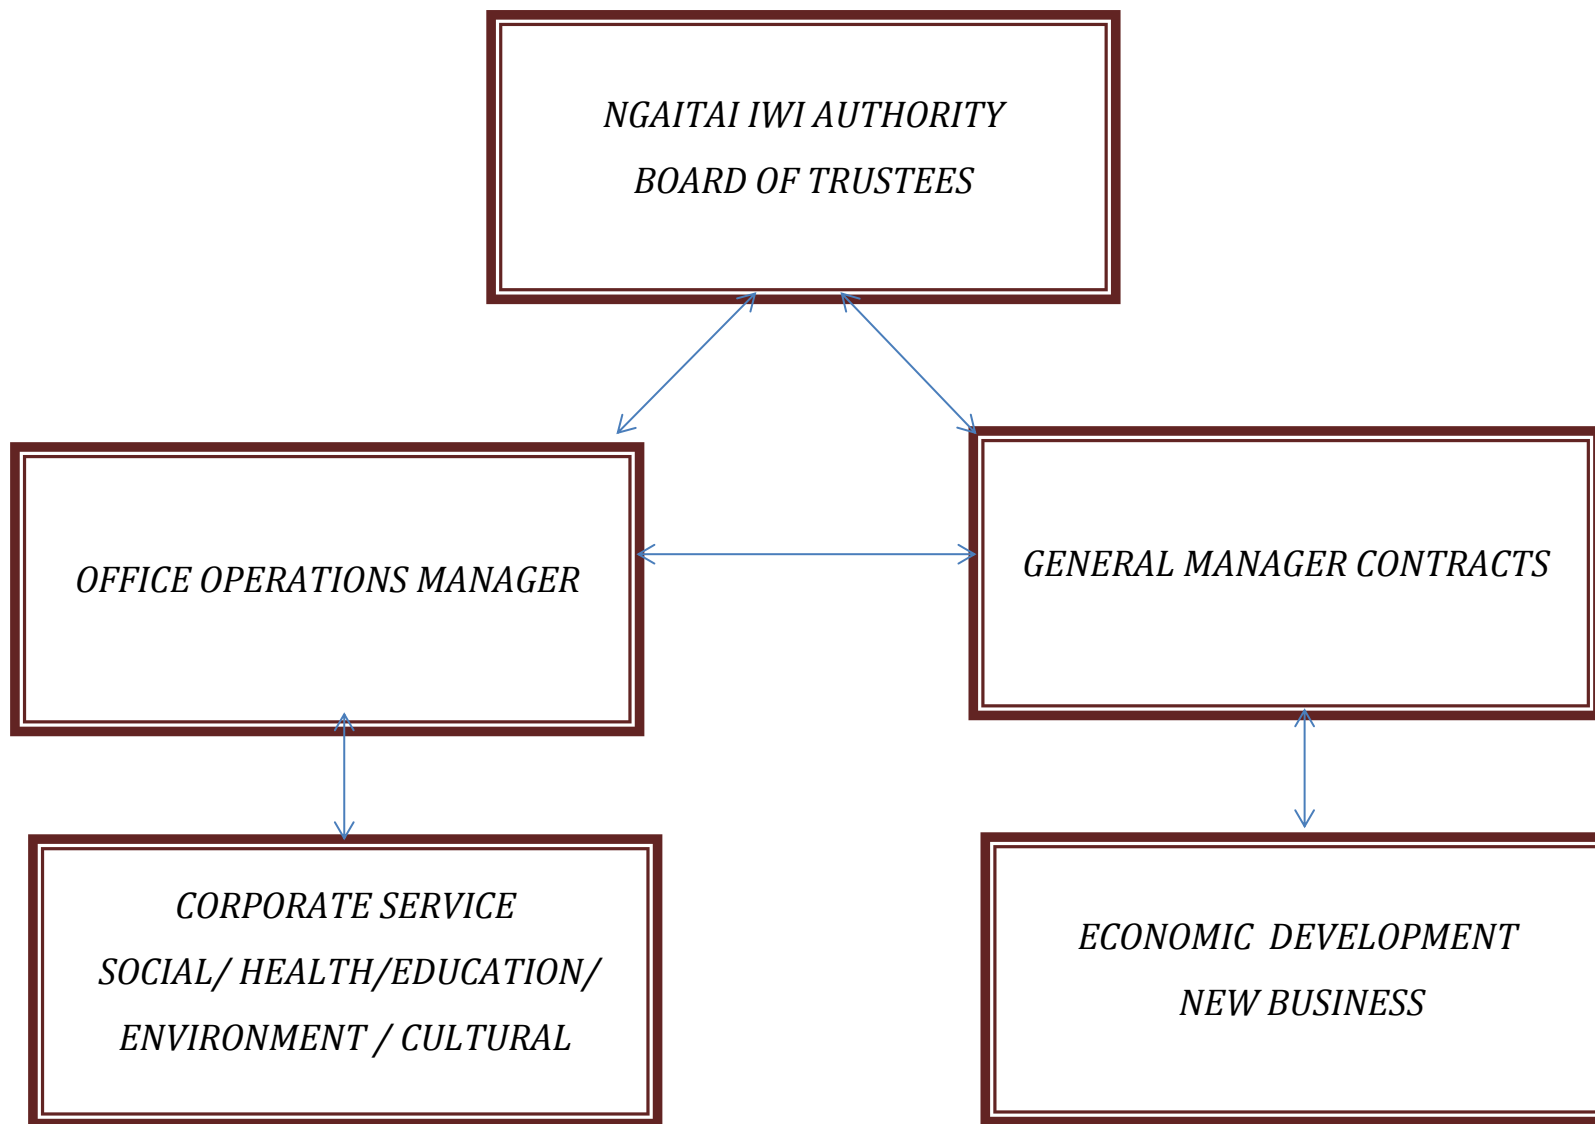 NGAITAI IWI AUTHORITY
BOARD OF TRUSTEES
OFFICE OPERATIONS MANAGER
GENERAL MANAGER CONTRACTS
CORPORATE SERVICE
SOCIAL/ HEALTH/EDUCATION/
ENVIRONMENT / CULTURAL
ECONOMIC  DEVELOPMENT
NEW BUSINESS